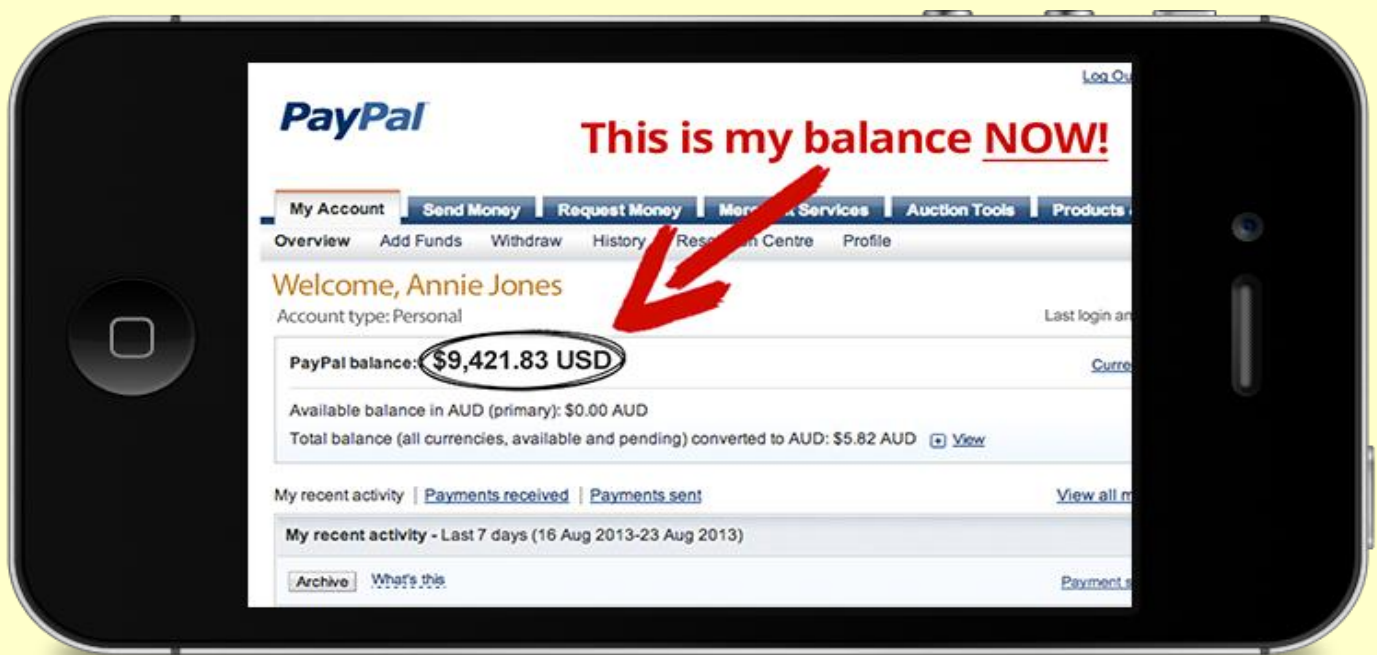 Log Ou
PayPal
This is my balance NOW!
My Account Send Money Request Money Services Auction Tools Products
Overview Add Funds Withdraw History Centre Profile
Welcome, Annie Jones
Account type: Personal
Last login an
PayPal balance: $9,421.83 USD
Curre
Available balance in AUD (primary): $0.00 AUD
Total balance (all currencies, available and pending) converted to AUD: $5.82 AUD View
My recent activity | Payments received | Payments sent
View all m
My recent activity - Last 7 days (16 Aug 2013-23 Aug 2013)
Archive What's this
Payment s